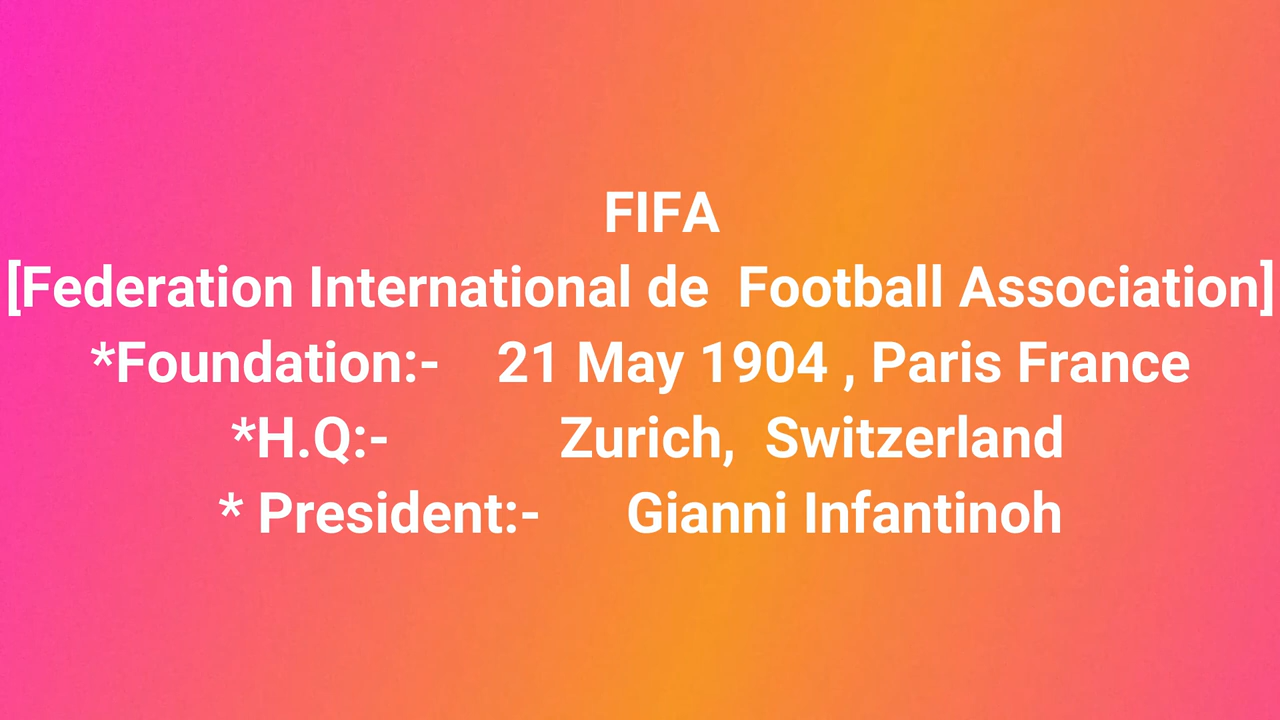 FIFA
[Federation International de  Football Association]
*Foundation:-    21 May 1904 , Paris France
*H.Q:-            Zurich,  Switzerland
* President:-      Gianni Infantinoh